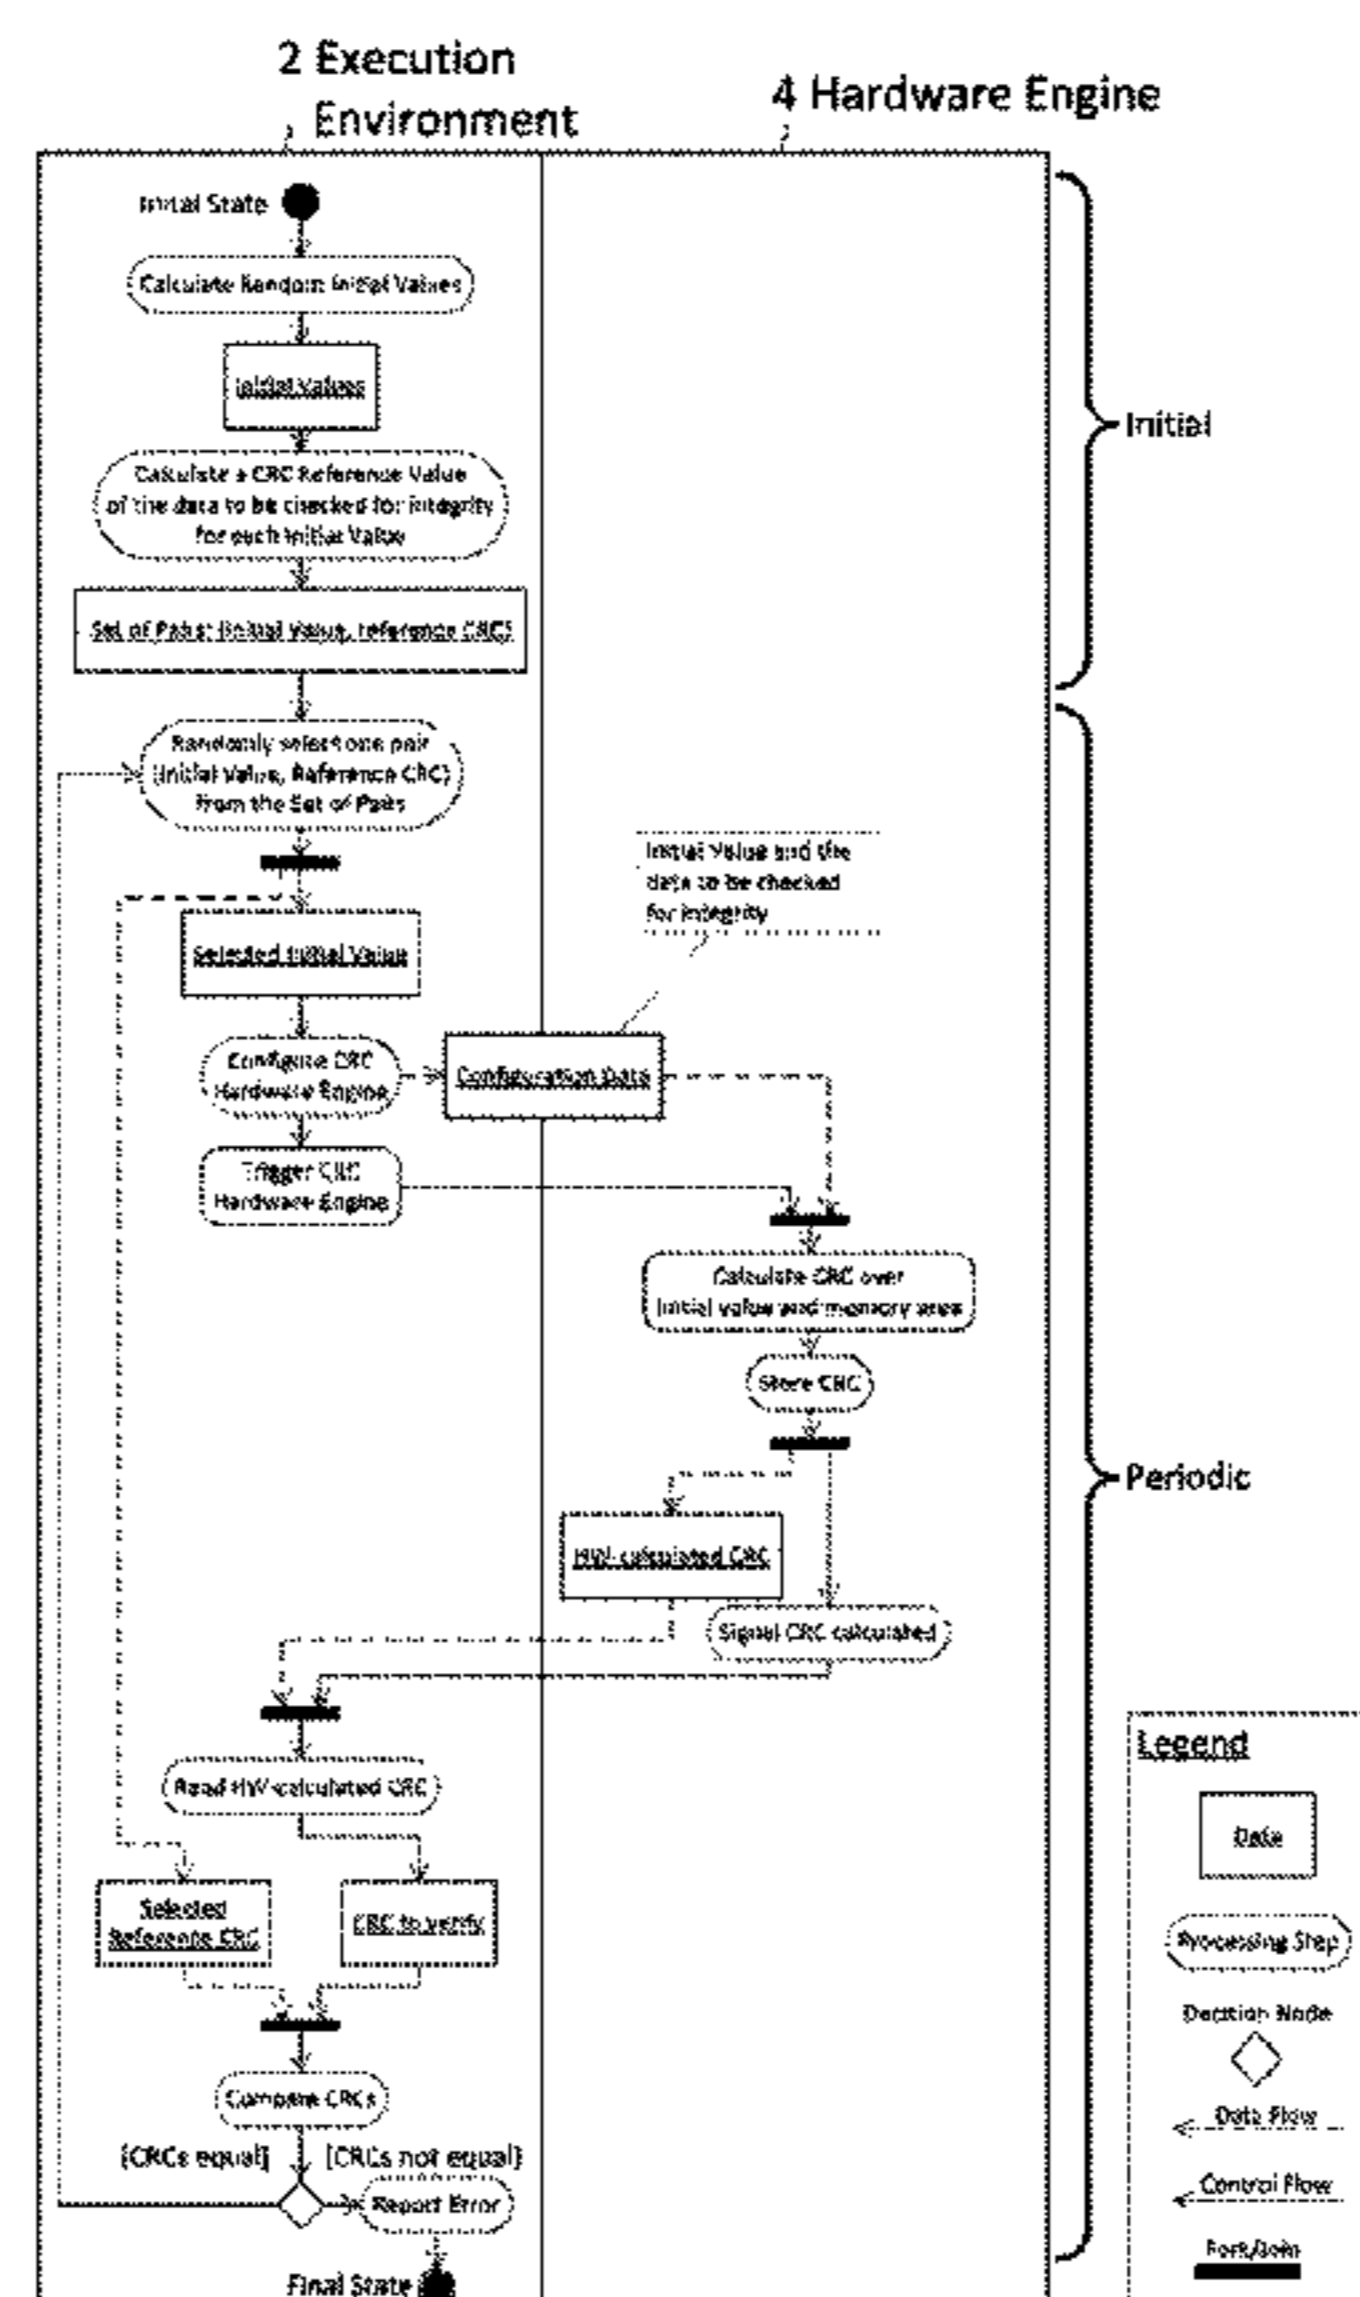 2 Execution
Environment
4 Hardware Engine
Initial State
Calculate Random Initial Values
Initial Values
Calculate a CRC Reference Value
of the data to be checked for integrity
for each Initial Value
Set of Pairs: (Initial Value, reference CRC)
Initial
Randomly select one pair
(Initial Value, Reference CRC)
from the Set of Pairs
Initial Value and the
data to be checked
for integrity
Selected Initial Value
Configure CRC
Hardware Engine
Configuration Data
Trigger CRC
Hardware Engine
Calculate CRC over
Initial value and memory area
Store CRC
Periodic
HW-calculated CRC
Signal CRC calculated
Read HW-calculated CRC
Selected
Reference CRC
CRC to verify
Compare CRCs
[CRCs equal]
[CRCs not equal]
Report Error
Final State
Legend
Data
Processing Step
Decision Node
Data Flow
Control Flow
Fork/Join